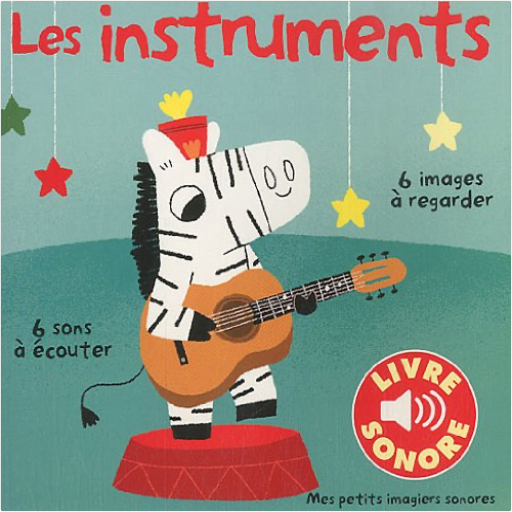 Les instruments
6 images
à regarder
6 sons
à écouter
LIVRE
SONORE
Mes petits imagiers sonores